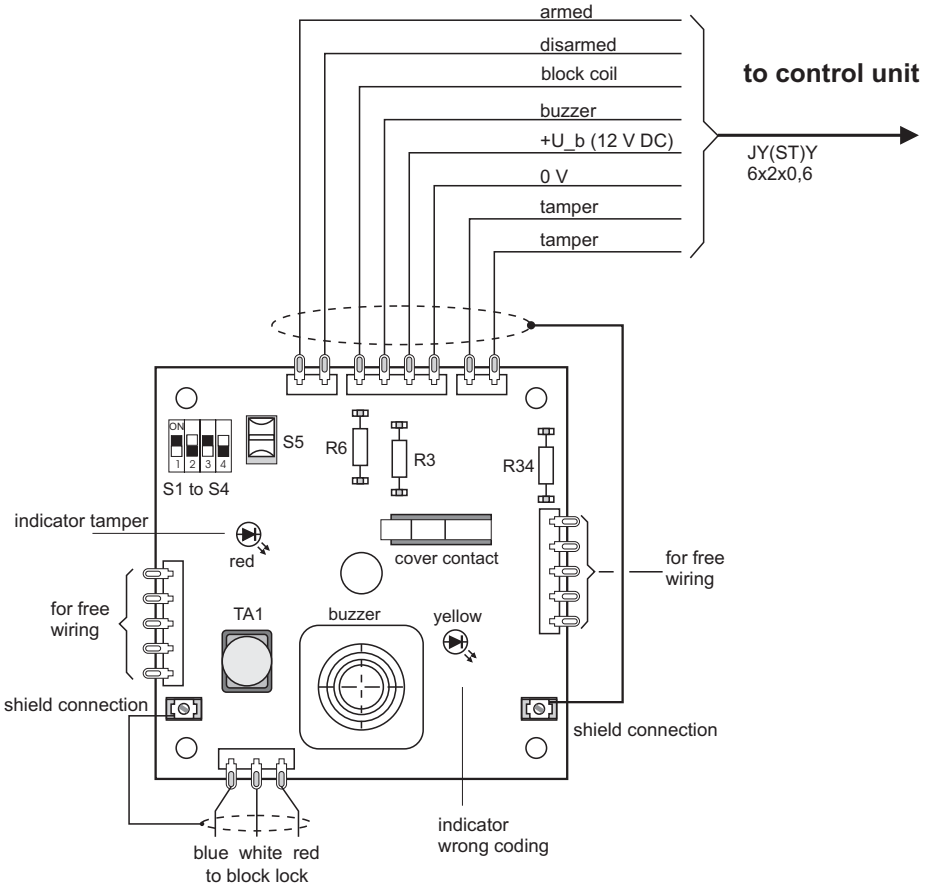 armed
disarmed
block coil
to control unit
buzzer
+U_b (12 V DC)
JY(ST)Y
6x2x0,6
0 V
tamper
tamper
ON
1 2 3 4
S1 to S4
S5
R6
R3
R34
indicator tamper
red
cover contact
for free
wiring
for free
wiring
TA1
buzzer
yellow
shield connection
shield connection
indicator
wrong coding
blue white red
to block lock